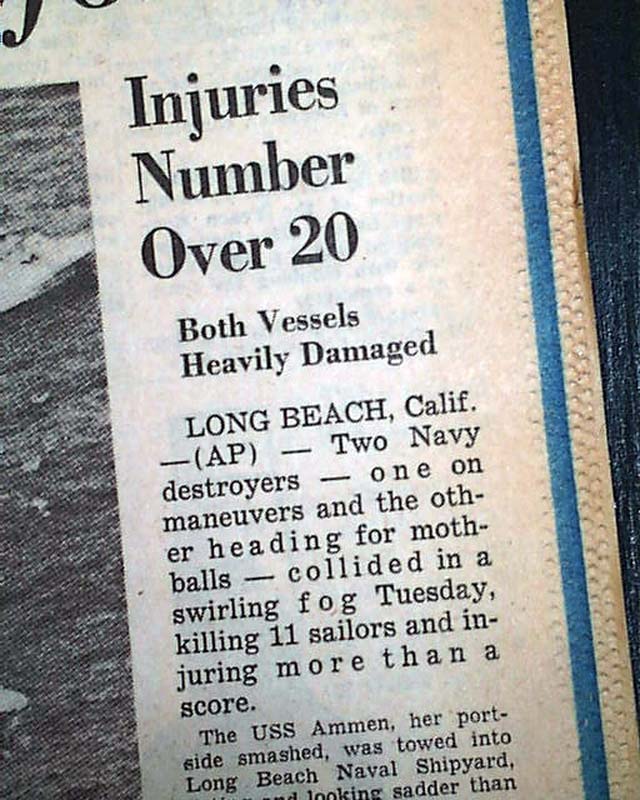 Injuries
Number
Over 20
Both Vessels
Heavily Damaged
LONG BEACH, Calif.
—(AP) — Two Navy
destroyers — one on
maneuvers and the oth-
er heading for moth-
balls — collided in a
swirling fog Tuesday,
killing 11 sailors and in-
juring more than a
score.
The USS Ammen, her port-
side smashed, was towed into
Long Beach Naval Shipyard,
and looking sadder than